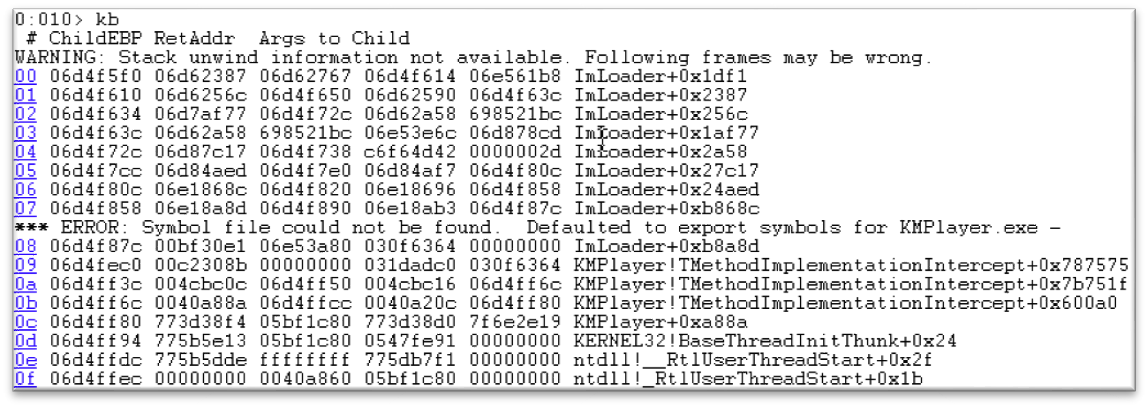 0:010> kb
 # ChildEBP RetAddr  Args to Child
WARNING: Stack unwind information not available. Following frames may be wrong.
00 06d4f5f0 06d62387 06d62767 06d4f614 06e561b8 ImLoader+0x1df1
01 06d4f610 06d6256c 06d4f650 06d62590 06d4f63c ImLoader+0x2387
02 06d4f634 06d7af77 06d4f72c 06d62a58 698521bc ImLoader+0x256c
03 06d4f63c 06d62a58 698521bc 06e53e6c 06d878cd ImLoader+0x1af77
04 06d4f72c 06d87c17 06d4f738 c6f64d42 0000002d ImLoader+0x2a58
05 06d4f7cc 06d84aed 06d4f7e0 06d84af7 06d4f80c ImLoader+0x27c17
06 06d4f80c 06e1868c 06d4f820 06e18696 06d4f858 ImLoader+0x24aed
07 06d4f858 06e18a8d 06d4f890 06e18ab3 06d4f87c ImLoader+0xb868c
*** ERROR: Symbol file could not be found.  Defaulted to export symbols for KMPlayer.exe -
08 06d4f87c 00bf30e1 06e53a80 030f6364 00000000 ImLoader+0xb8a8d
09 06d4fec0 00c2308b 00000000 031dadc0 030f6364 KMPlayer!TMethodImplementationIntercept+0x787575
0a 06d4ff3c 004cbc0c 06d4ff50 004cbc16 06d4ff6c KMPlayer!TMethodImplementationIntercept+0x7b751f
0b 06d4ff6c 0040a88a 06d4ffcc 0040a20c 06d4ff80 KMPlayer!TMethodImplementationIntercept+0x600a0
0c 06d4ff80 773d38f4 05bf1c80 773d38d0 7f6e2e19 KMPlayer+0xa88a
0d 06d4ff94 775b5e13 05bf1c80 0547fe91 00000000 KERNEL32!BaseThreadInitThunk+0x24
0e 06d4ffdc 775b5dde ffffffff 775db7f1 00000000 ntdll!__RtlUserThreadStart+0x2f
0f 06d4ffec 00000000 0040a860 05bf1c80 00000000 ntdll!_RtlUserThreadStart+0x1b